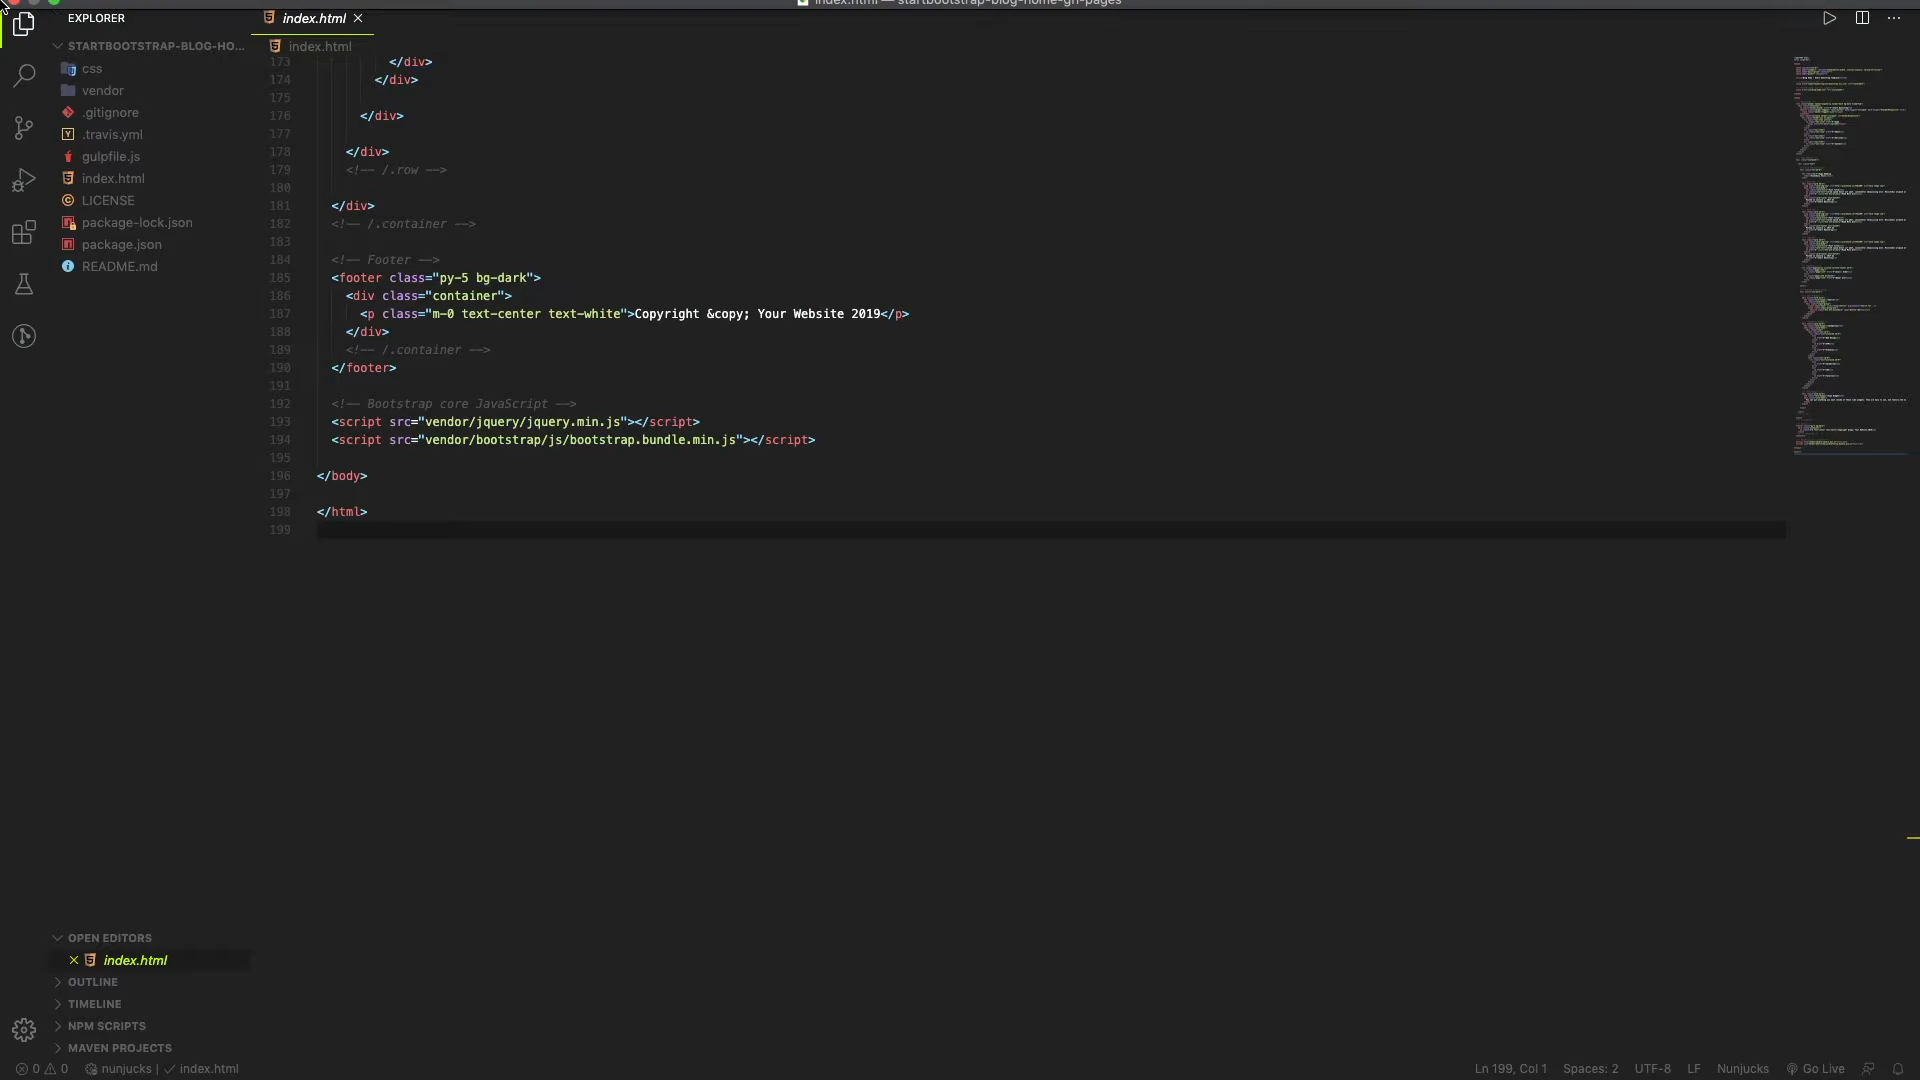 index.html — startbootstrap-blog-home-gh-pages
EXPLORER
index.html
STARTBOOTSTRAP-BLOG-HO...
index.html
css
vendor
.gitignore
.travis.yml
gulpfile.js
index.html
LICENSE
package-lock.json
package.json
README.md
173 </div>
174 </div>
175
176 </div>
177
178 </div>
179 <!-- /.row -->
180
181 </div>
182 <!-- /.container -->
183
184 <!-- Footer -->
185 <footer class="py-5 bg-dark">
186 <div class="container">
187 <p class="m-0 text-center text-white">Copyright &copy; Your Website 2019</p>
188 </div>
189 <!-- /.container -->
190 </footer>
191
192 <!-- Bootstrap core JavaScript -->
193 <script src="vendor/jquery/jquery.min.js"></script>
194 <script src="vendor/bootstrap/js/bootstrap.bundle.min.js"></script>
195
196 </body>
197
198 </html>
199
OPEN EDITORS
index.html
OUTLINE
TIMELINE
NPM SCRIPTS
MAVEN PROJECTS
0 0 nunjucks | ✓ index.html
Ln 199, Col 1 Spaces: 2 UTF-8 LF Nunjucks Go Live